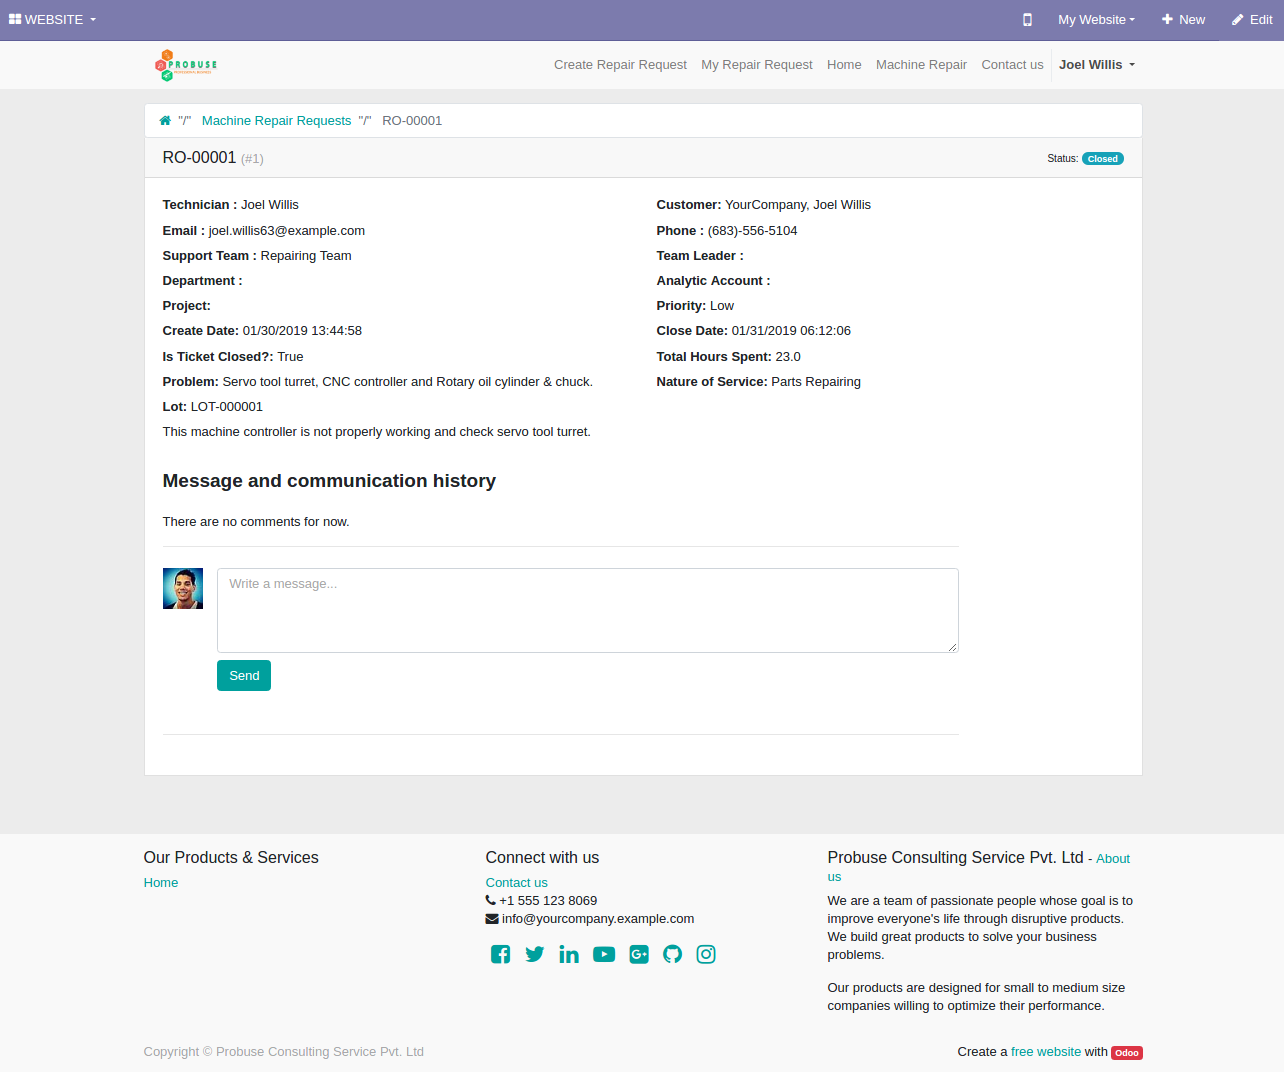 WEBSITE
My Website
New
Edit
PROBUSE
Create Repair Request
My Repair Request
Home
Machine Repair
Contact us
Joel Willis
"/" Machine Repair Requests "/" RO-00001
RO-00001 (#1)
Status: Closed
Technician : Joel Willis
Customer: YourCompany, Joel Willis
Email : joel.willis63@example.com
Phone : (683)-556-5104
Support Team : Repairing Team
Team Leader :
Department :
Analytic Account :
Project:
Priority: Low
Create Date: 01/30/2019 13:44:58
Close Date: 01/31/2019 06:12:06
Is Ticket Closed?: True
Total Hours Spent: 23.0
Problem: Servo tool turret, CNC controller and Rotary oil cylinder & chuck.
Nature of Service: Parts Repairing
Lot: LOT-000001
This machine controller is not properly working and check servo tool turret.
Message and communication history
There are no comments for now.
Write a message...
Send
Our Products & Services
Home
Connect with us
Contact us
+1 555 123 8069
info@yourcompany.example.com
Probuse Consulting Service Pvt. Ltd - About
us
We are a team of passionate people whose goal is to
improve everyone's life through disruptive products.
We build great products to solve your business
problems.
Our products are designed for small to medium size
companies willing to optimize their performance.
Copyright © Probuse Consulting Service Pvt. Ltd
Create a free website with Odoo